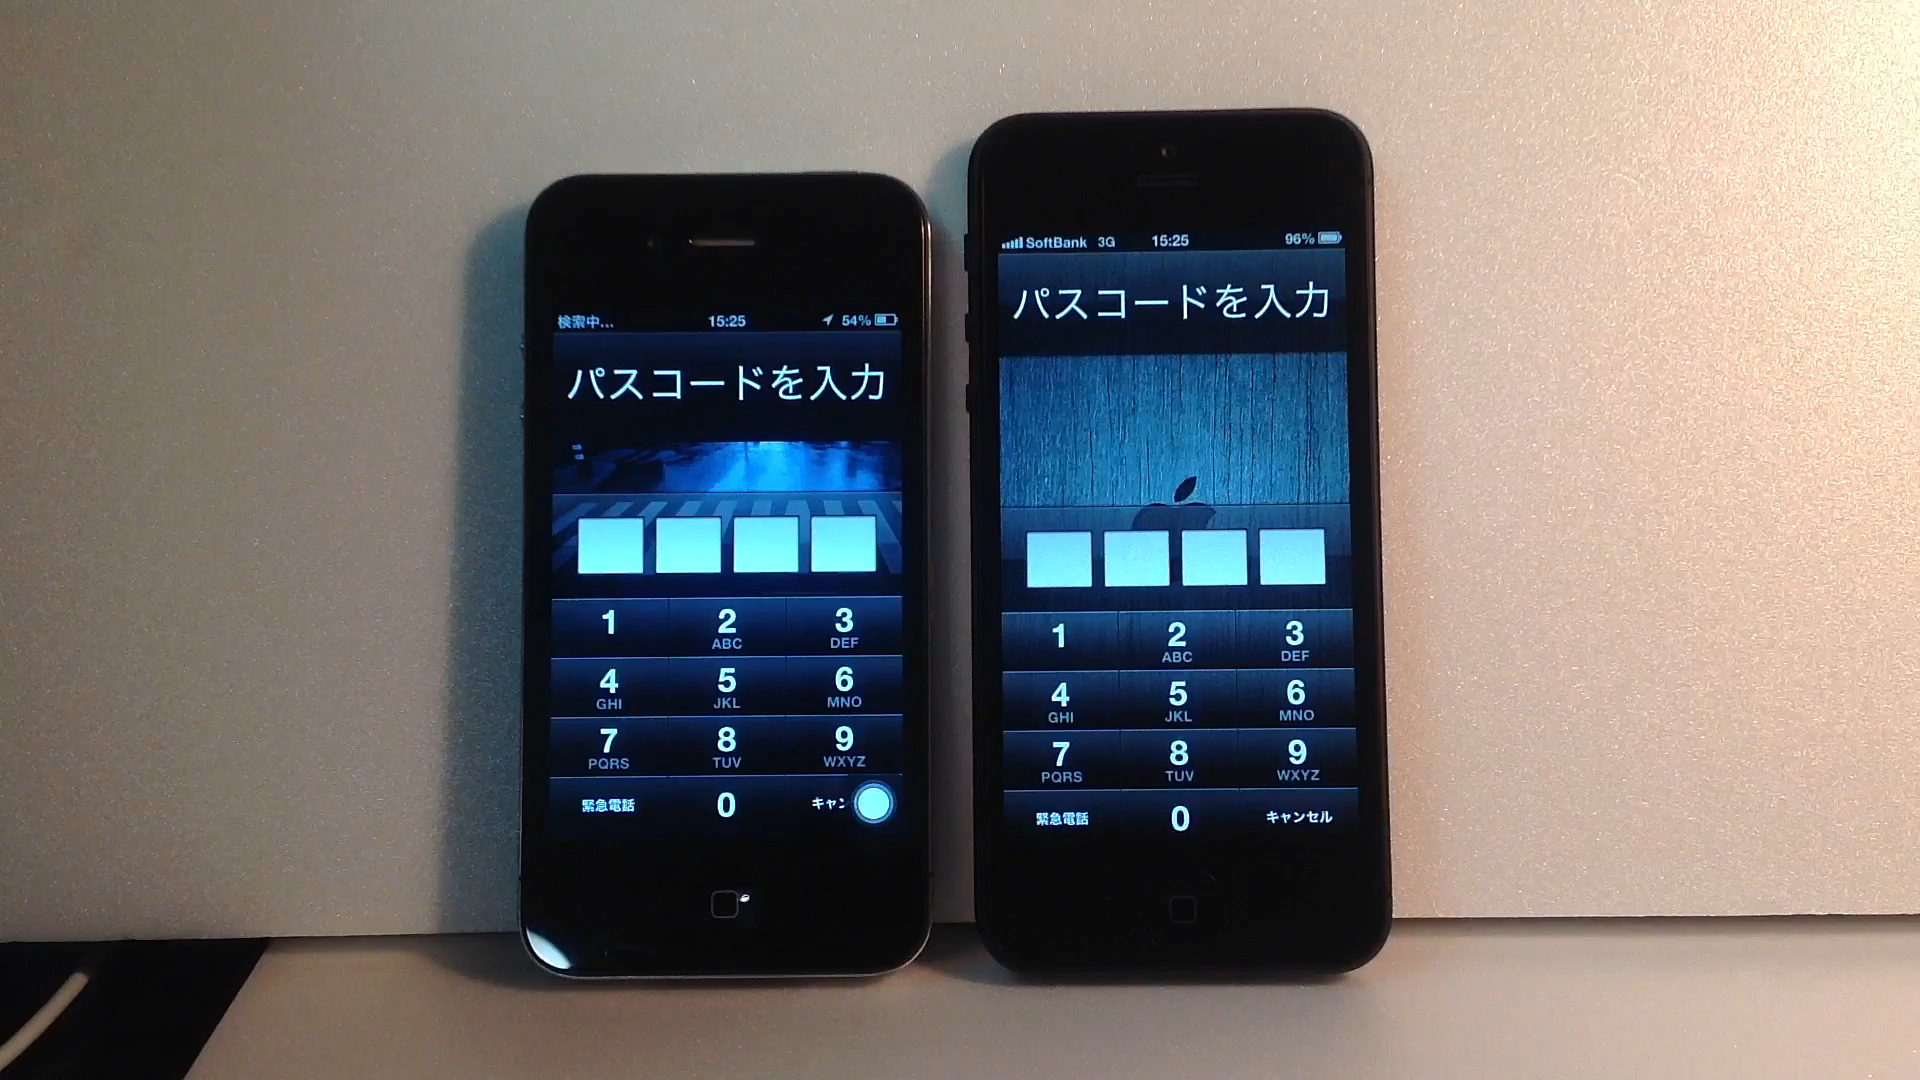 検索中... 15:25 54%
パスコードを入力
1 2 3
ABC DEF
4 5 6
GHI JKL MNO
7 8 9
PQRS TUV WXYZ
緊急電話 0 キャン
SoftBank 3G 15:25 96%
パスコードを入力
1 2 3
ABC DEF
4 5 6
GHI JKL MNO
7 8 9
PQRS TUV WXYZ
緊急電話 0 キャンセル